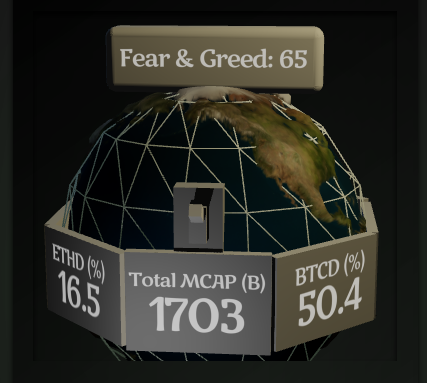 Fear & Greed: 65
ETHD (%)
16.5
Total MCAP (B)
1703
BTCD (%)
50.4